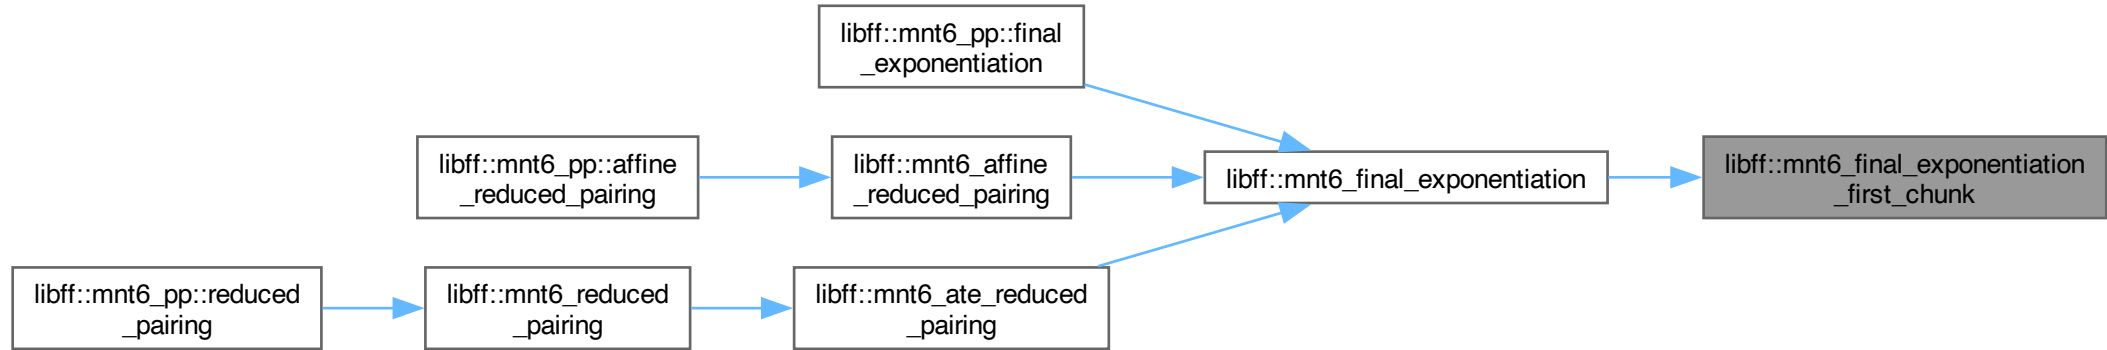 libff::mnt6_pp::final
_exponentiation
libff::mnt6_pp::affine
_reduced_pairing
libff::mnt6_affine
_reduced_pairing
libff::mnt6_final_exponentiation
libff::mnt6_final_exponentiation
_first_chunk
libff::mnt6_pp::reduced
_pairing
libff::mnt6_reduced
_pairing
libff::mnt6_ate_reduced
_pairing